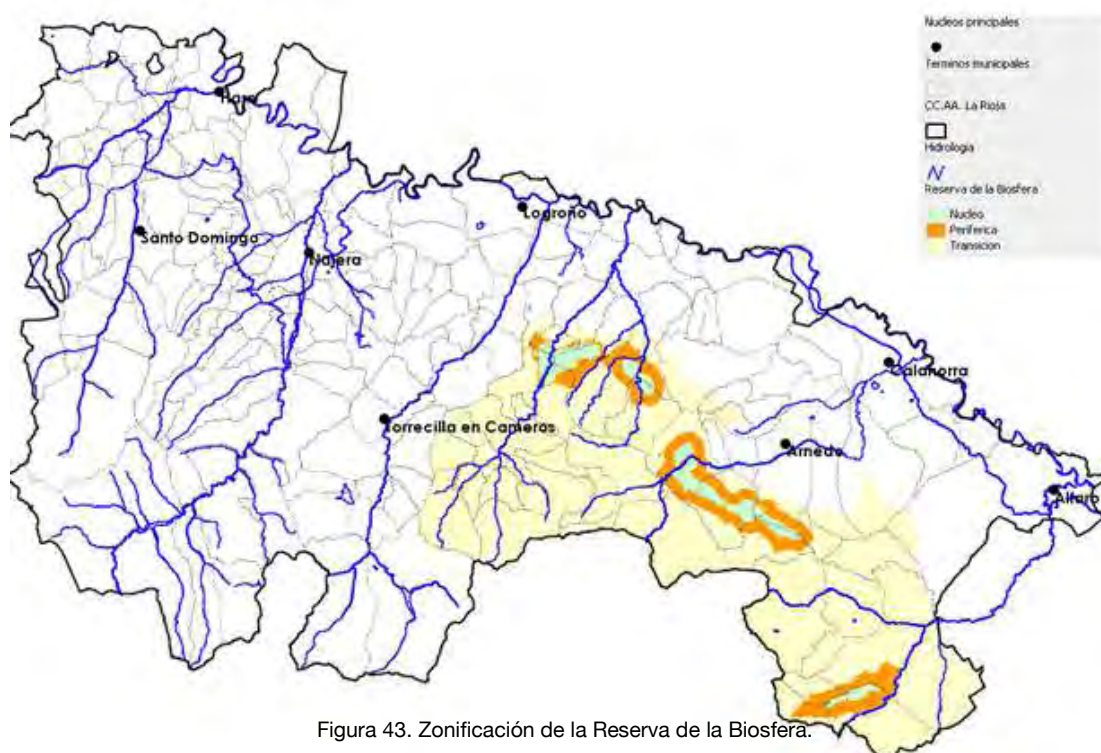 Nucleos principales
Terminos municipales
CC.AA. La Rioja
Hidrologia
Reserva de la Biosfera
Nucleo
Periferica
Transicion
Haro
Logroño
Santo Domingo
Najera
Calahorra
Torrecilla en Cameros
Arnedo
Alfaro
Figura 43. Zonificación de la Reserva de la Biosfera.